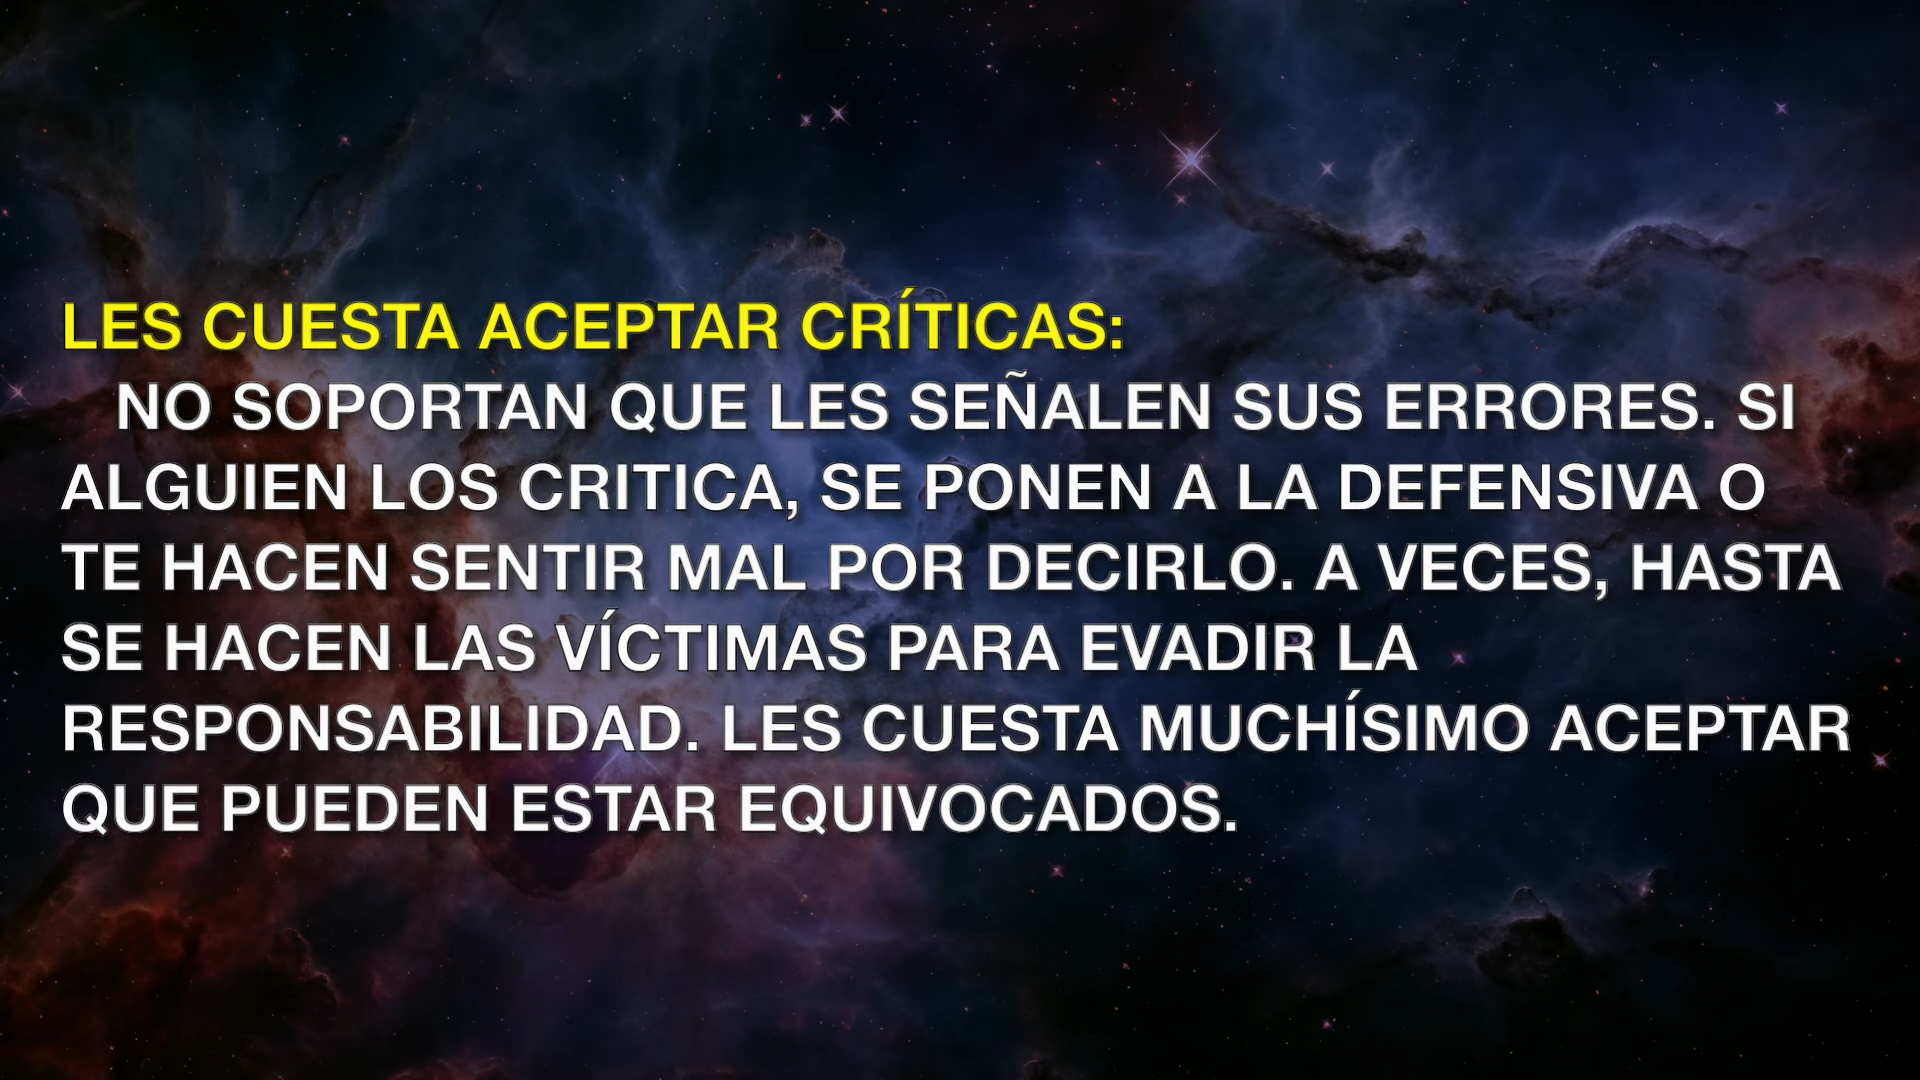 LES CUESTA ACEPTAR CRÍTICAS:
NO SOPORTAN QUE LES SEÑALEN SUS ERRORES. SI
ALGUIEN LOS CRITICA, SE PONEN A LA DEFENSIVA O
TE HACEN SENTIR MAL POR DECIRLO. A VECES, HASTA
SE HACEN LAS VÍCTIMAS PARA EVADIR LA
RESPONSABILIDAD. LES CUESTA MUCHÍSIMO ACEPTAR
QUE PUEDEN ESTAR EQUIVOCADOS.